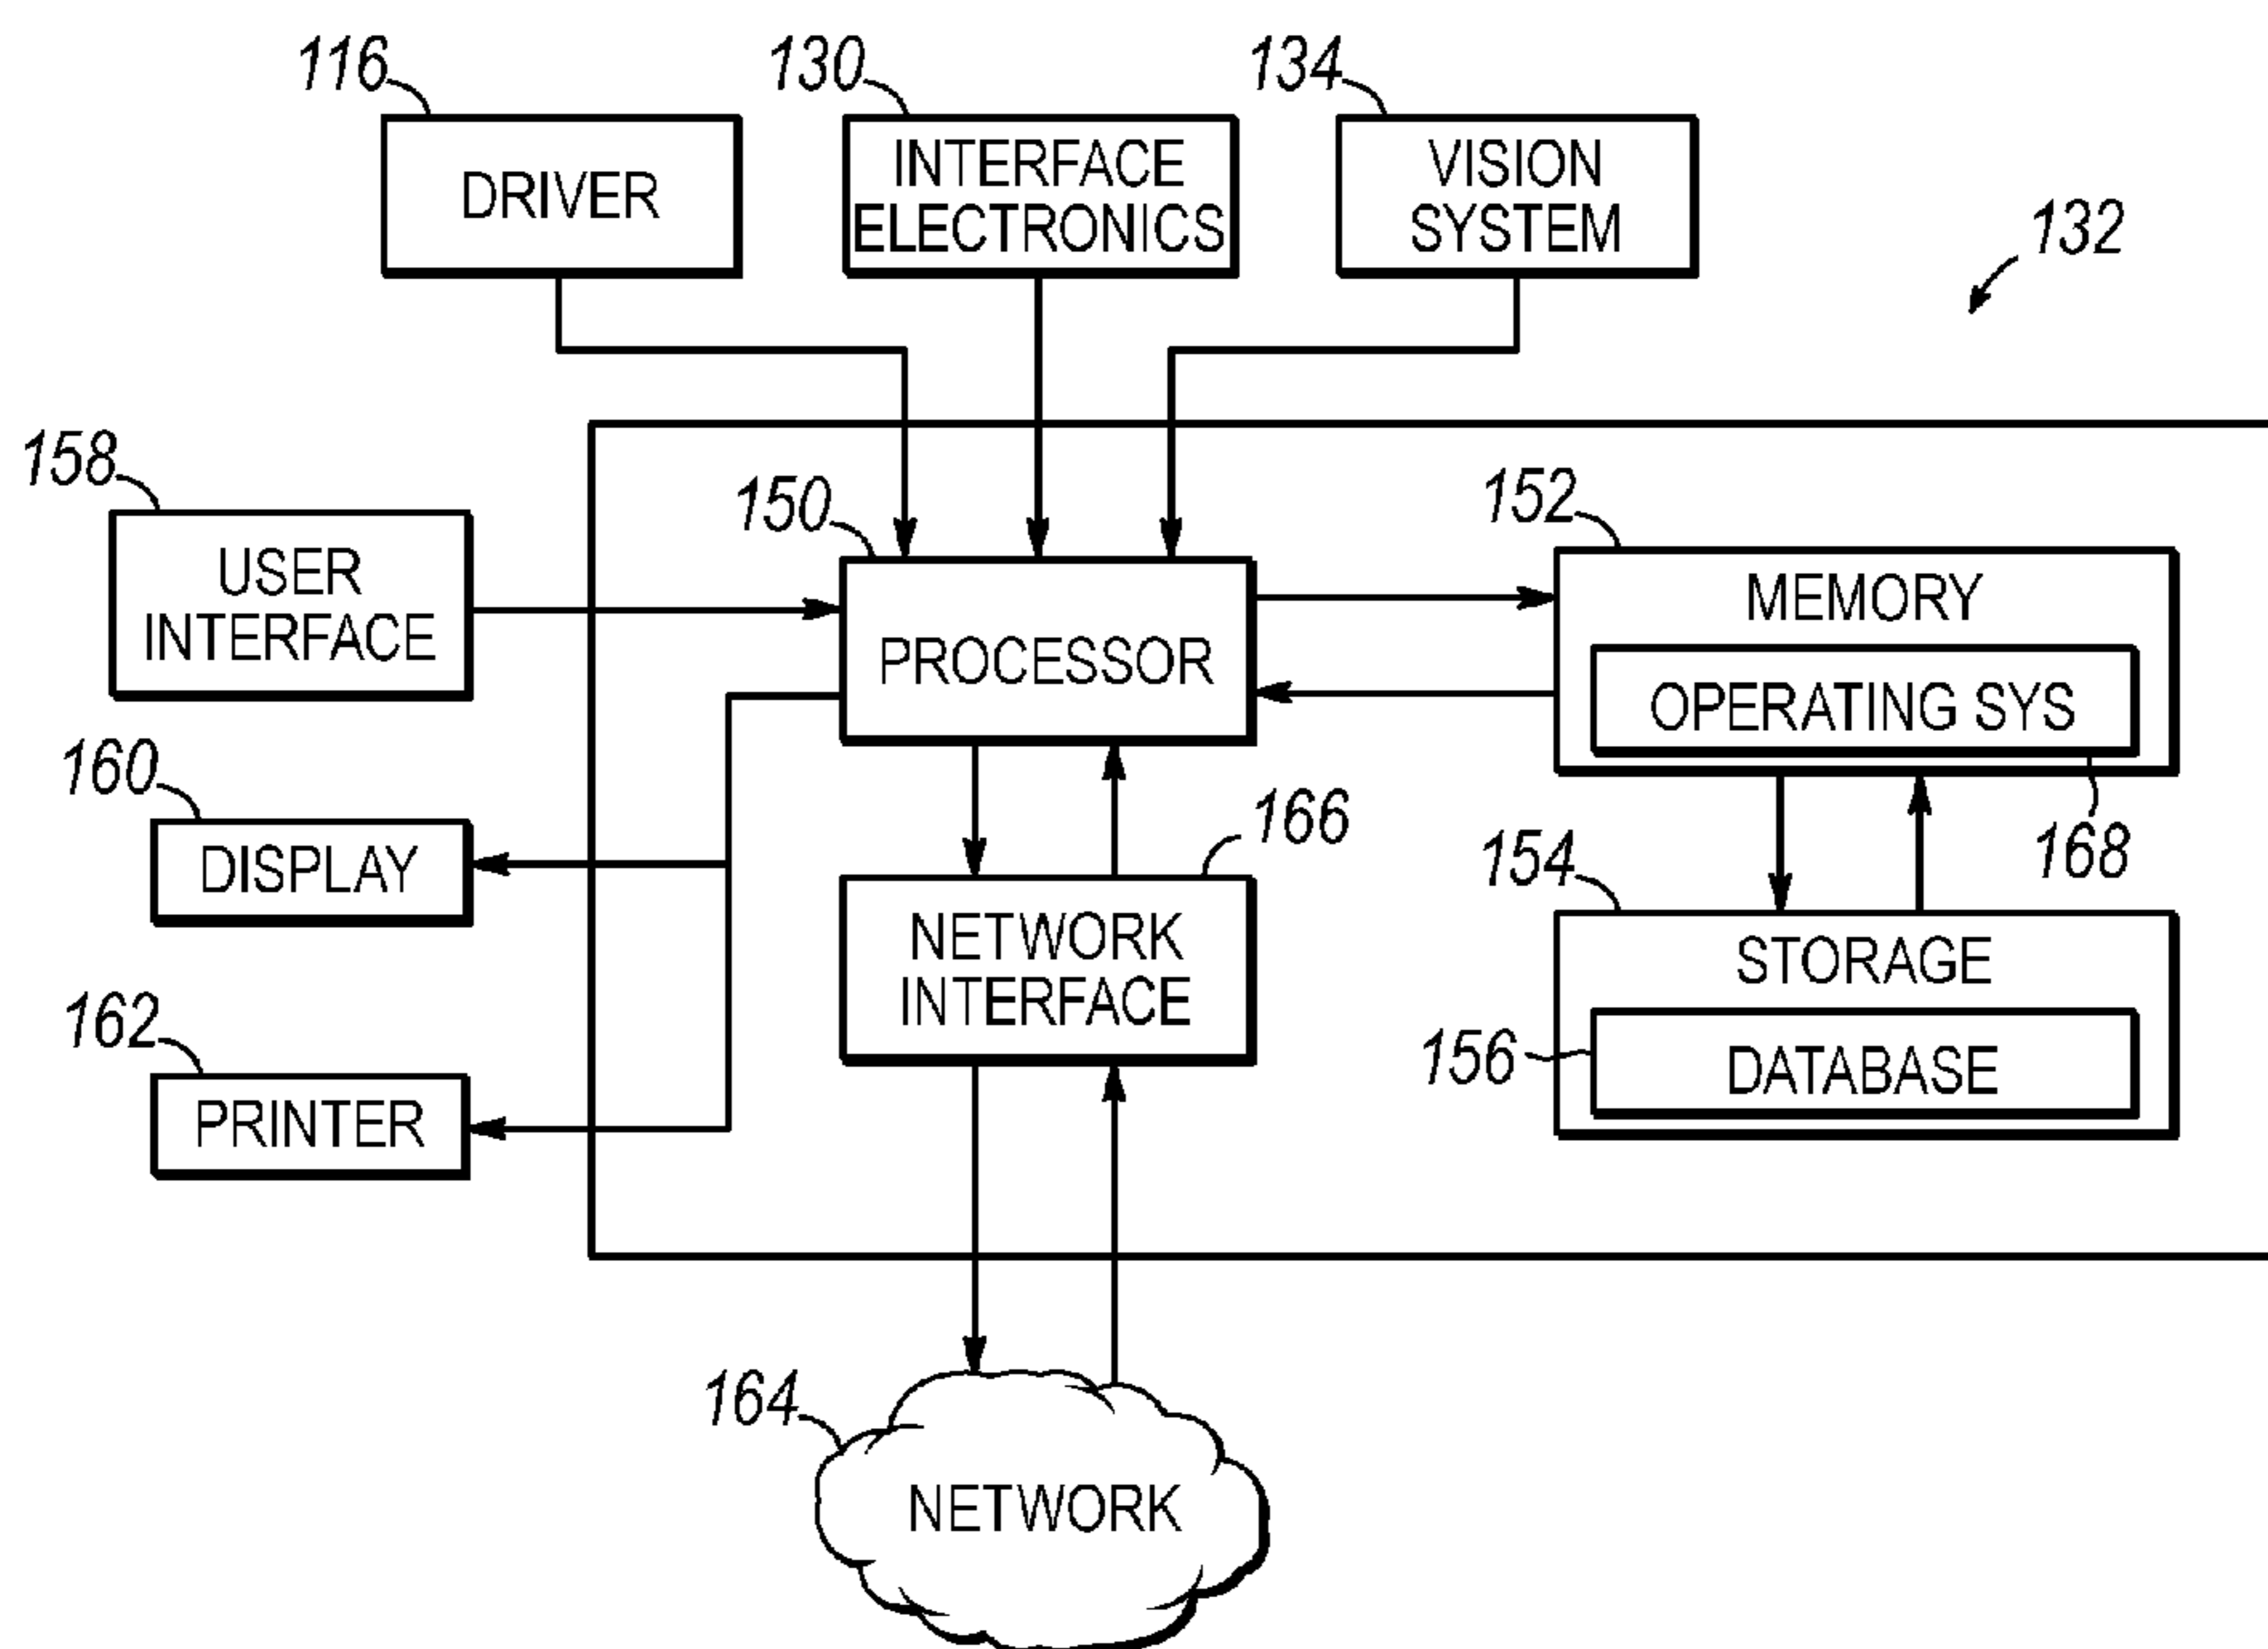 116
130
134
DRIVER
INTERFACE
ELECTRONICS
VISION
SYSTEM
132
158
150
152
USER
INTERFACE
PROCESSOR
MEMORY
OPERATING SYS
160
166
168
DISPLAY
154
NETWORK
INTERFACE
STORAGE
162
156
DATABASE
PRINTER
164
NETWORK